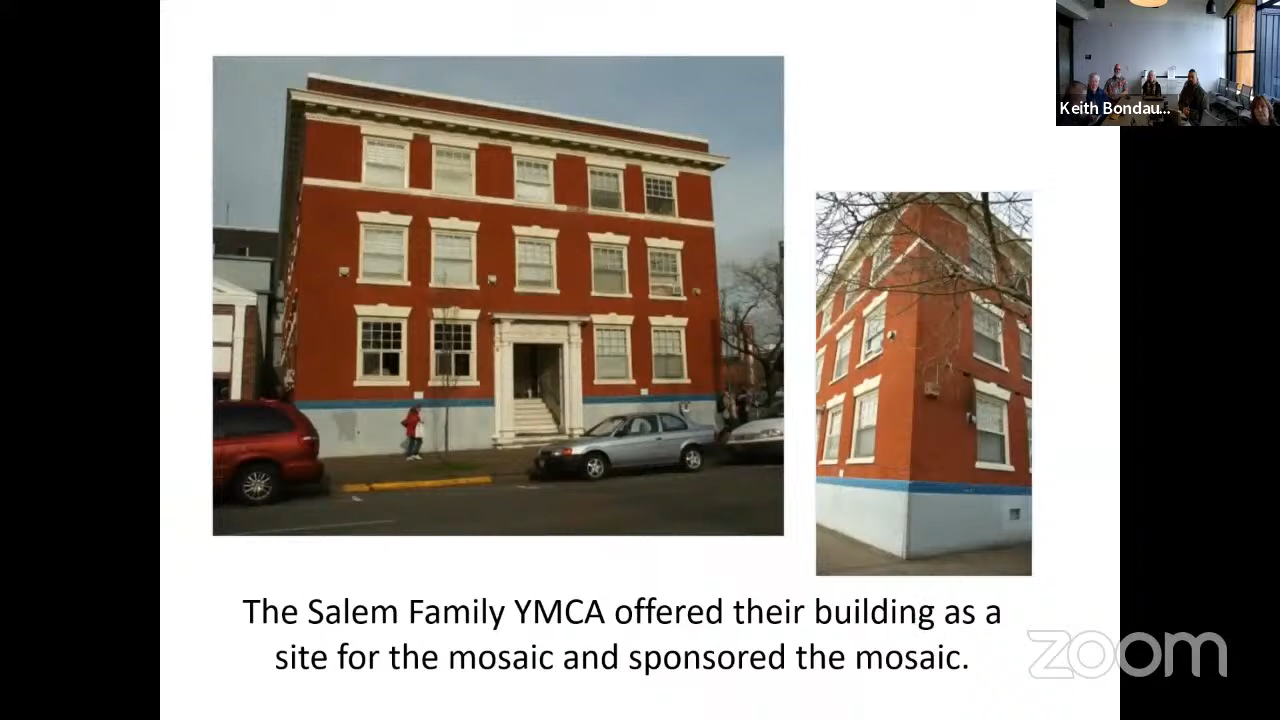 Keith Bondau...
The Salem Family YMCA offered their building as a
site for the mosaic and sponsored the mosaic.
zoom